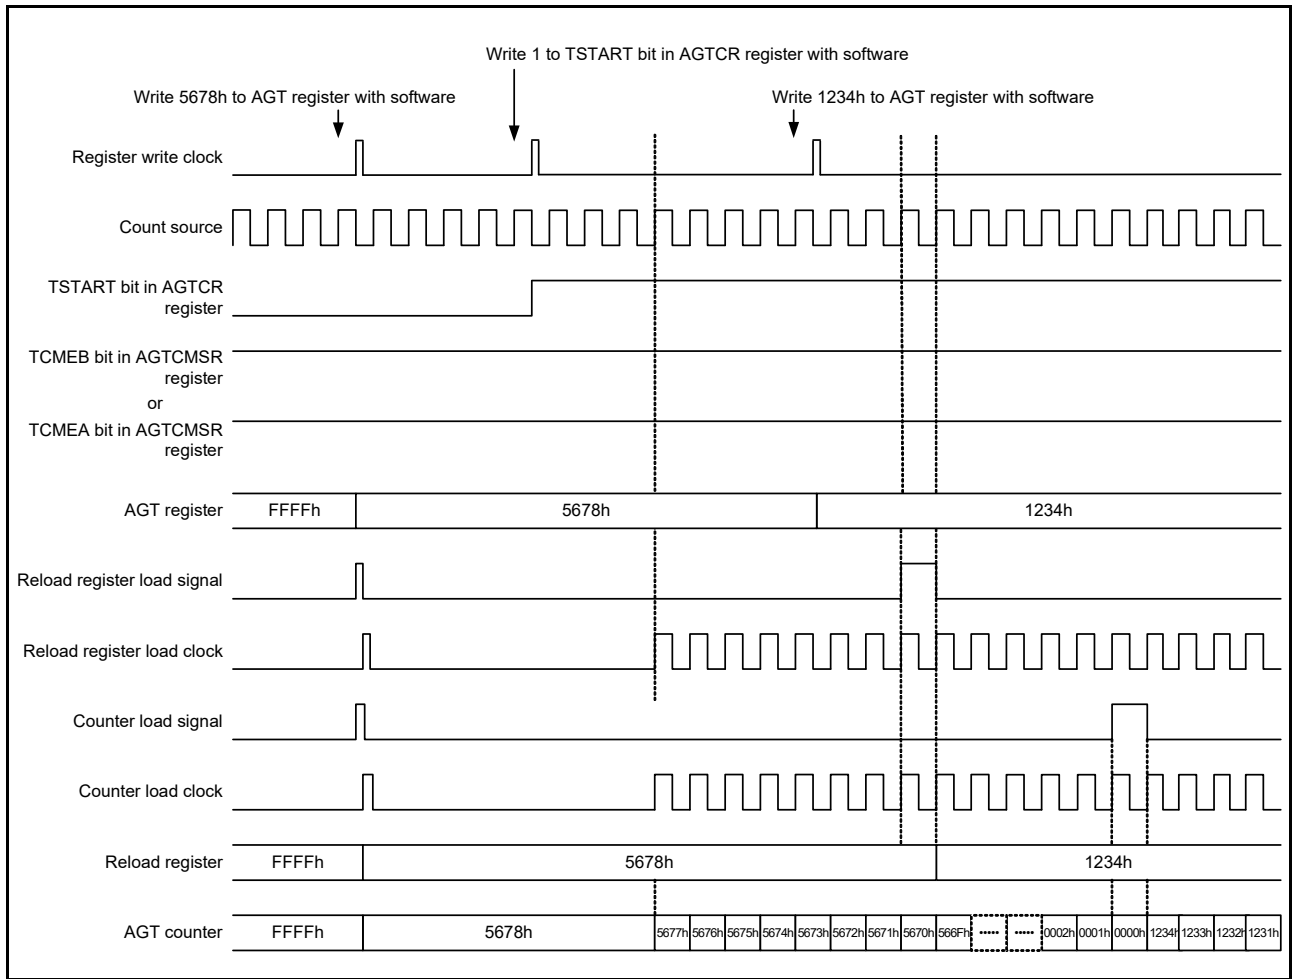 Write 1 to TSTART bit in AGTCR register with software
Write 5678h to AGT register with software
Write 1234h to AGT register with software
Register write clock
Count source
TSTART bit in AGTCR
register
TCMEB bit in AGTCMSR
register
or
TCMEA bit in AGTCMSR
register
AGT register FFFFh 5678h 1234h
Reload register load signal
Reload register load clock
Counter load signal
Counter load clock
Reload register FFFFh 5678h 1234h
AGT counter FFFFh 5678h 5677h 5676h 5675h 5674h 5673h 5672h 5671h 5670h 566Fh ••••• ••••• 0002h 0001h 0000h 1234h 1233h 1232h 1231h